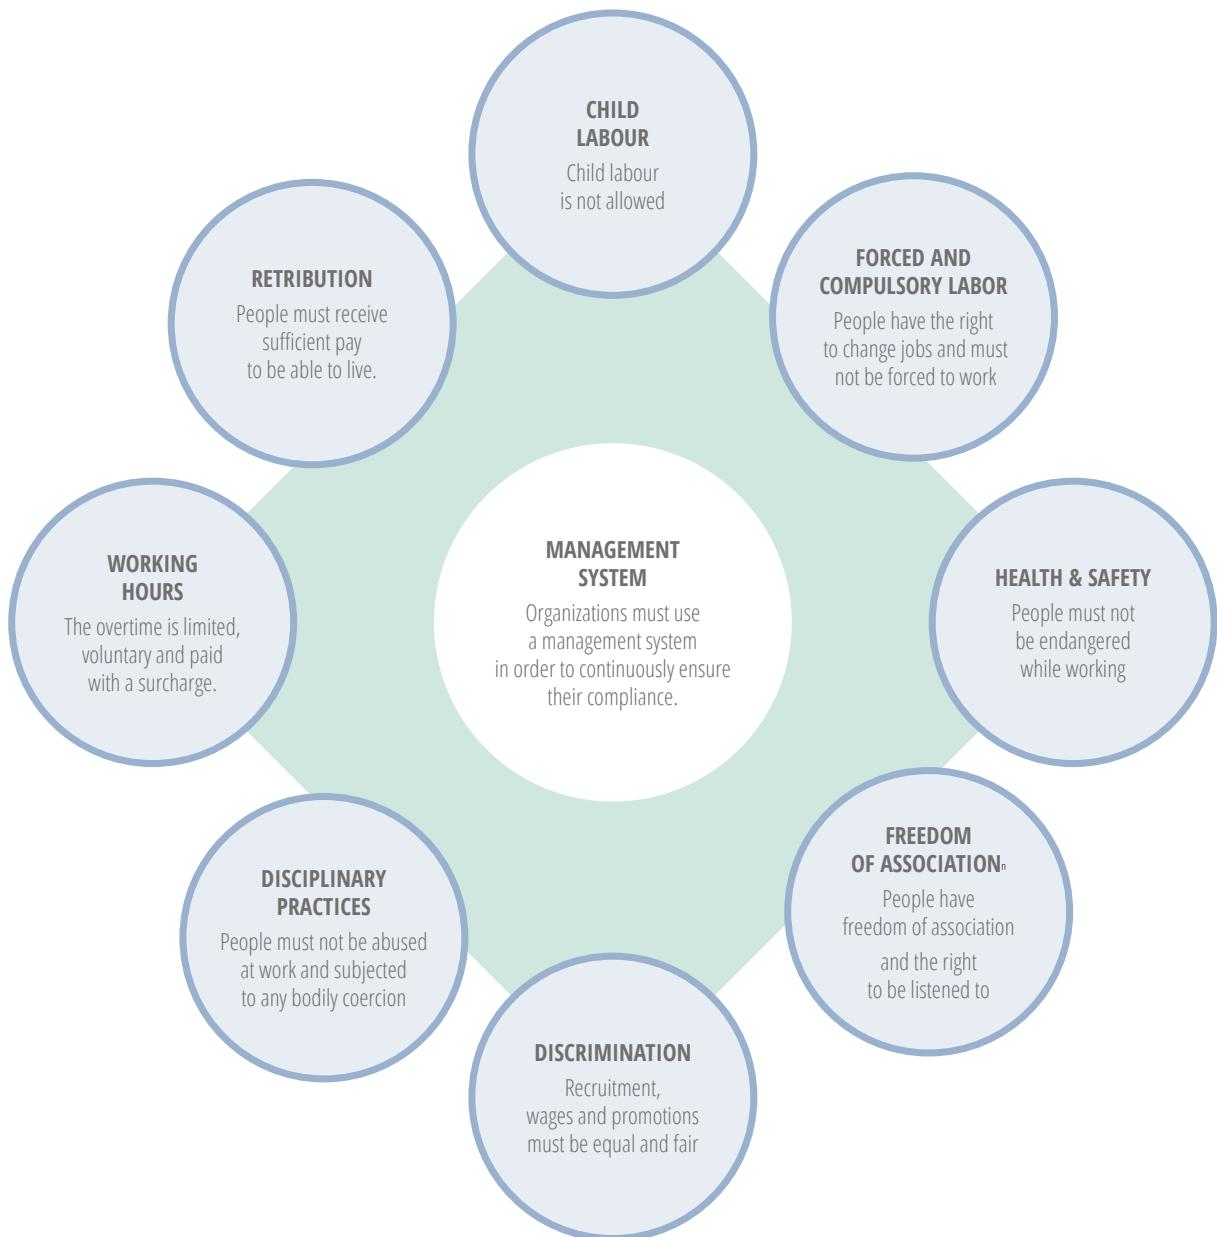 CHILD
LABOUR
Child labour
is not allowed
FORCED AND
COMPULSORY LABOR
People have the right
to change jobs and must
not be forced to work
HEALTH & SAFETY
People must not
be endangered
while working
FREEDOM
OF ASSOCIATIONn
People have
freedom of association
and the right
to be listened to
DISCRIMINATION
Recruitment,
wages and promotions
must be equal and fair
DISCIPLINARY
PRACTICES
People must not be abused
at work and subjected
to any bodily coercion
WORKING
HOURS
The overtime is limited,
voluntary and paid
with a surcharge.
RETRIBUTION
People must receive
sufficient pay
to be able to live.
MANAGEMENT
SYSTEM
Organizations must use
a management system
in order to continuously ensure
their compliance.